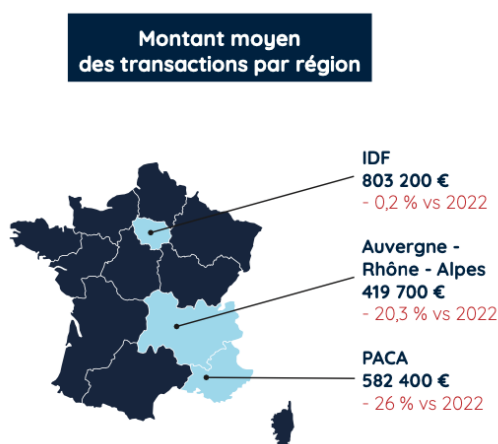 Montant moyen
des transactions par région
IDF
803 200 €
- 0,2 % vs 2022
Auvergne -
Rhône - Alpes
419 700 €
- 20,3 % vs 2022
PACA
582 400 €
- 26 % vs 2022